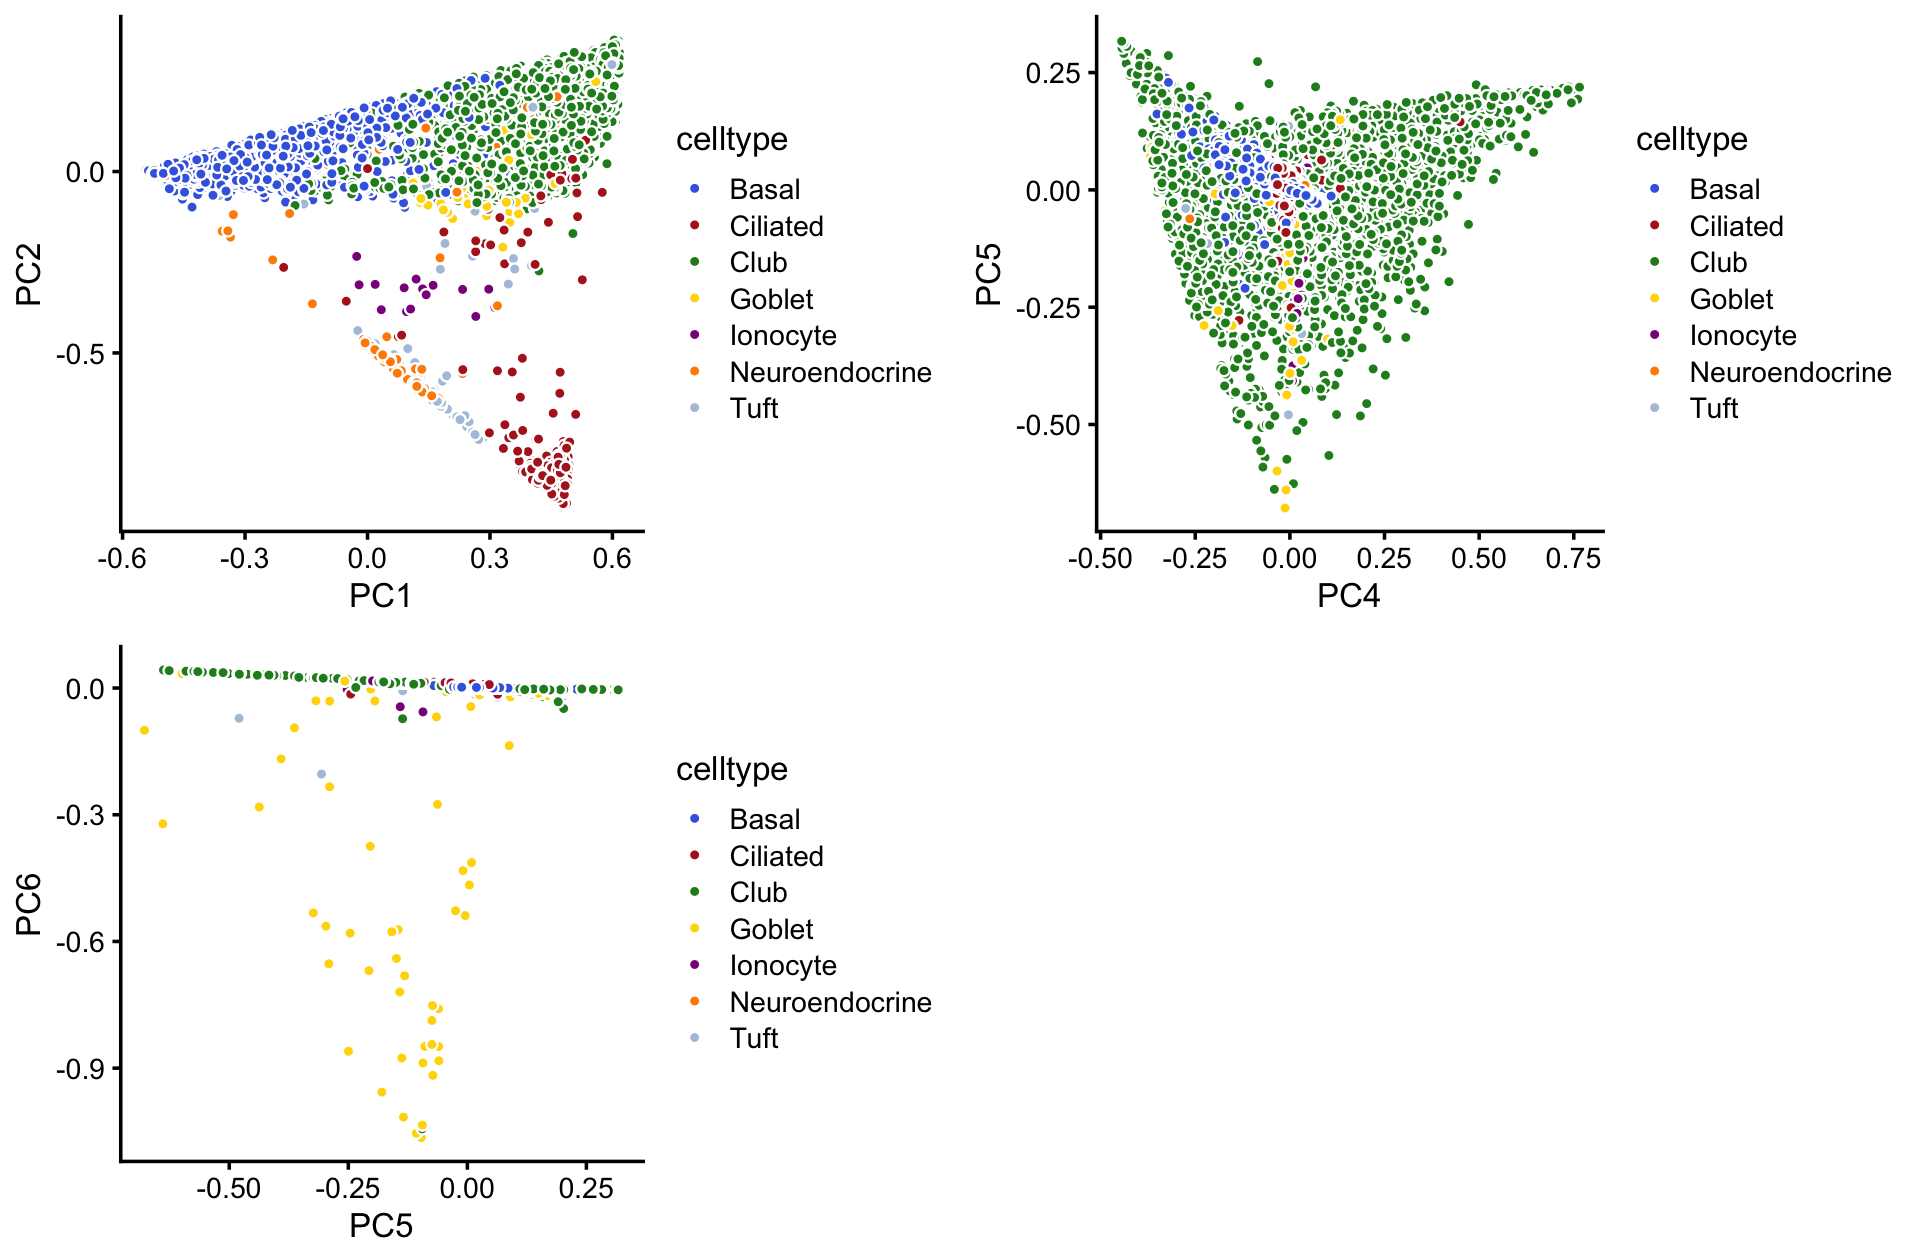 PC2
0.0
-0.5
-0.6 -0.3 0.0 0.3 0.6
PC1
celltype
Basal
Ciliated
Club
Goblet
Ionocyte
Neuroendocrine
Tuft
PC5
0.25
0.00
-0.25
-0.50
-0.50 -0.25 0.00 0.25 0.50 0.75
PC4
celltype
Basal
Ciliated
Club
Goblet
Ionocyte
Neuroendocrine
Tuft
PC6
0.0
-0.3
-0.6
-0.9
-0.50 -0.25 0.00 0.25
PC5
celltype
Basal
Ciliated
Club
Goblet
Ionocyte
Neuroendocrine
Tuft